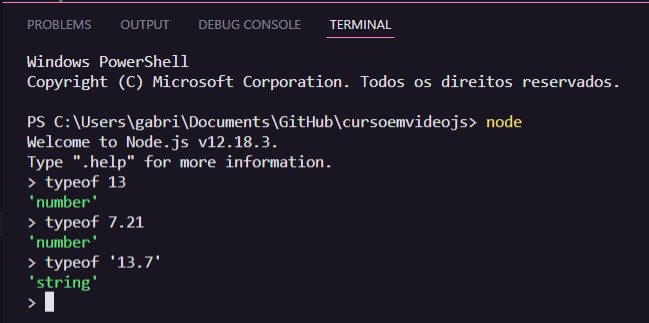 PROBLEMS OUTPUT DEBUG CONSOLE TERMINAL
Windows PowerShell
Copyright (C) Microsoft Corporation. Todos os direitos reservados.
PS C:\Users\gabri\Documents\GitHub\cursoemvideojs> node
Welcome to Node.js v12.18.3.
Type ".help" for more information.
> typeof 13
'number'
> typeof 7.21
'number'
> typeof '13.7'
'string'
>